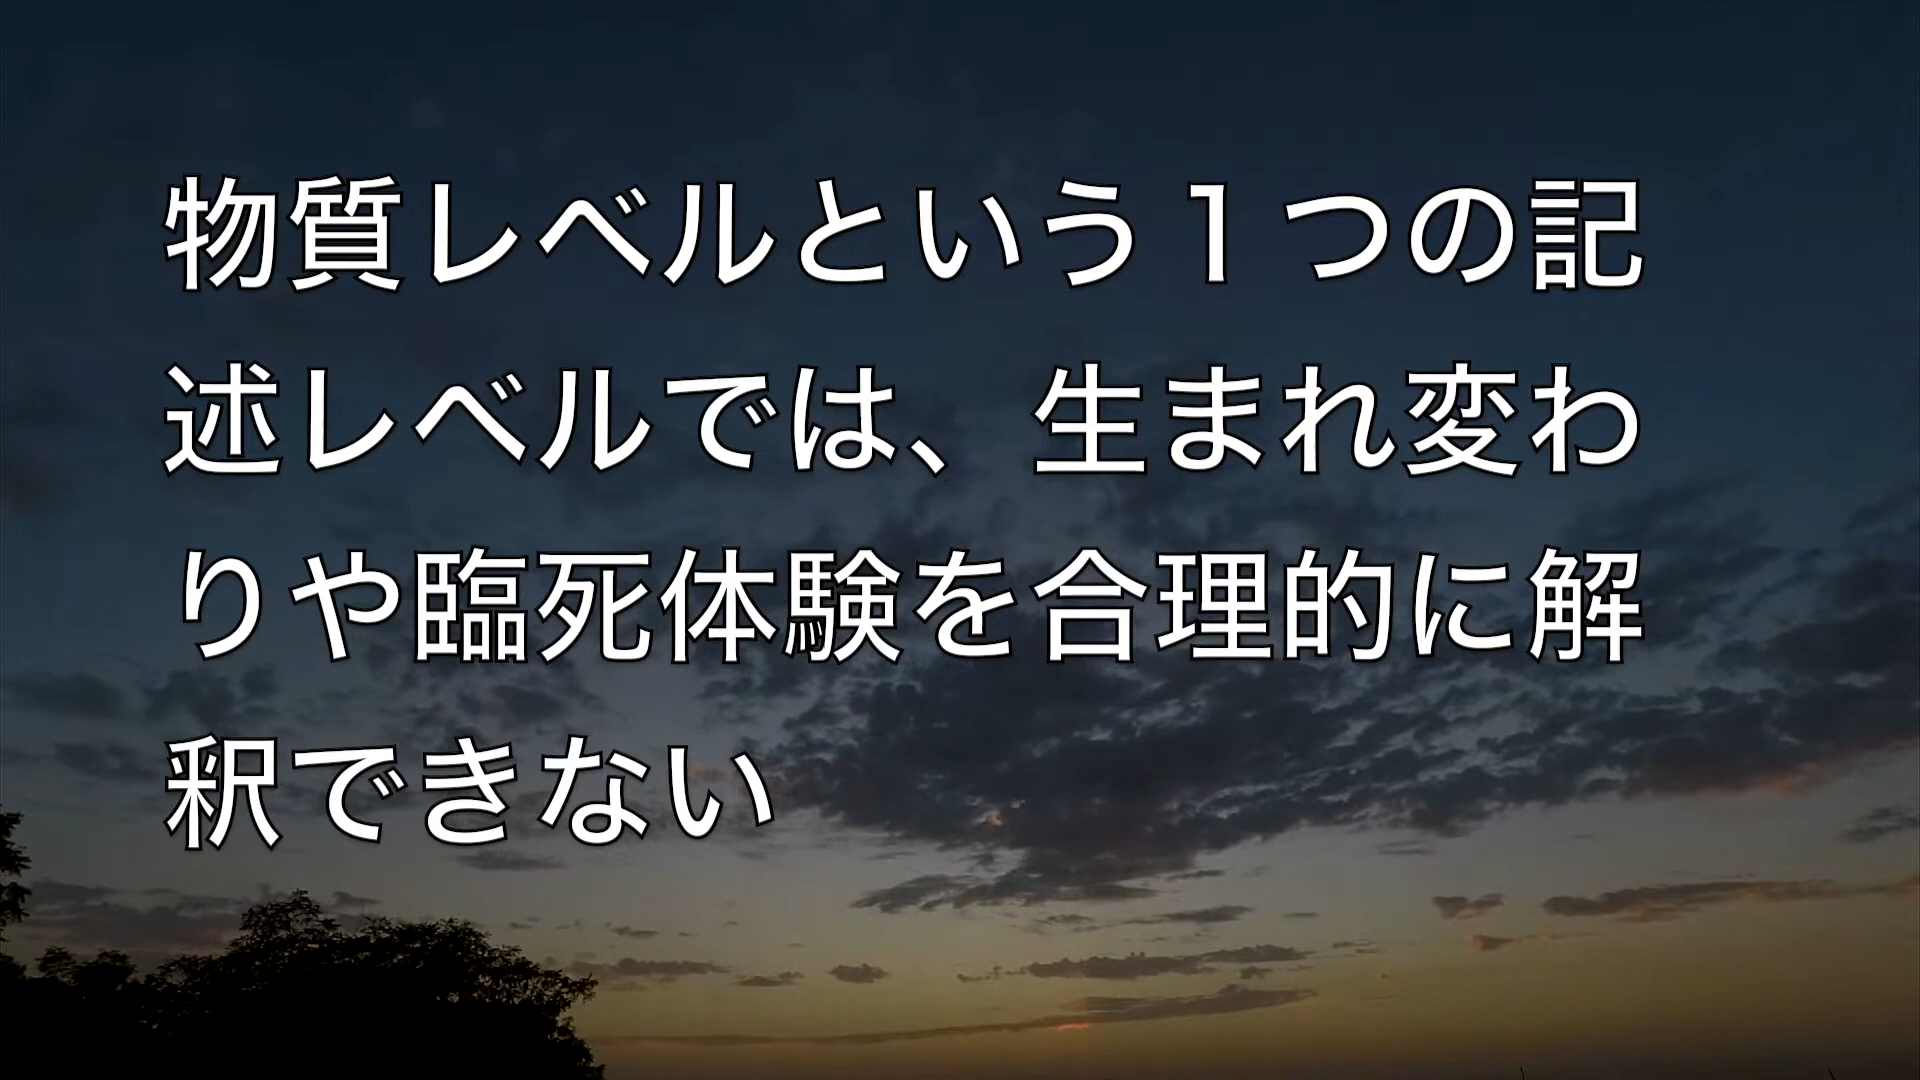 物質レベルという１つの記
述レベルでは、生まれ変わ
りや臨死体験を合理的に解
釈できない